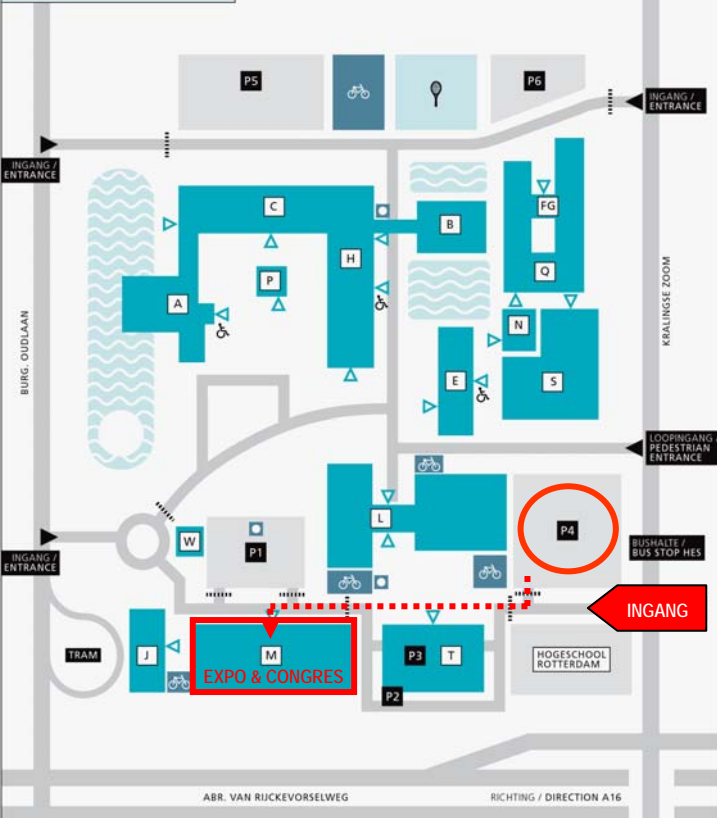 P5
P6
INGANG /
ENTRANCE
INGANG /
ENTRANCE
C
B
FG
H
P
Q
A
N
E
S
BURG. OUDLAAN
KRALINGSE ZOOM
LOOPINGANG /
PEDESTRIAN
ENTRANCE
L
P4
W
P1
BUSHALTE /
BUS STOP HES
INGANG /
ENTRANCE
INGANG
TRAM
J
M
EXPO & CONGRES
P3
T
HOGESCHOOL
ROTTERDAM
P2
ABR. VAN RIJCKEVORSELWEG
RICHTING / DIRECTION A16